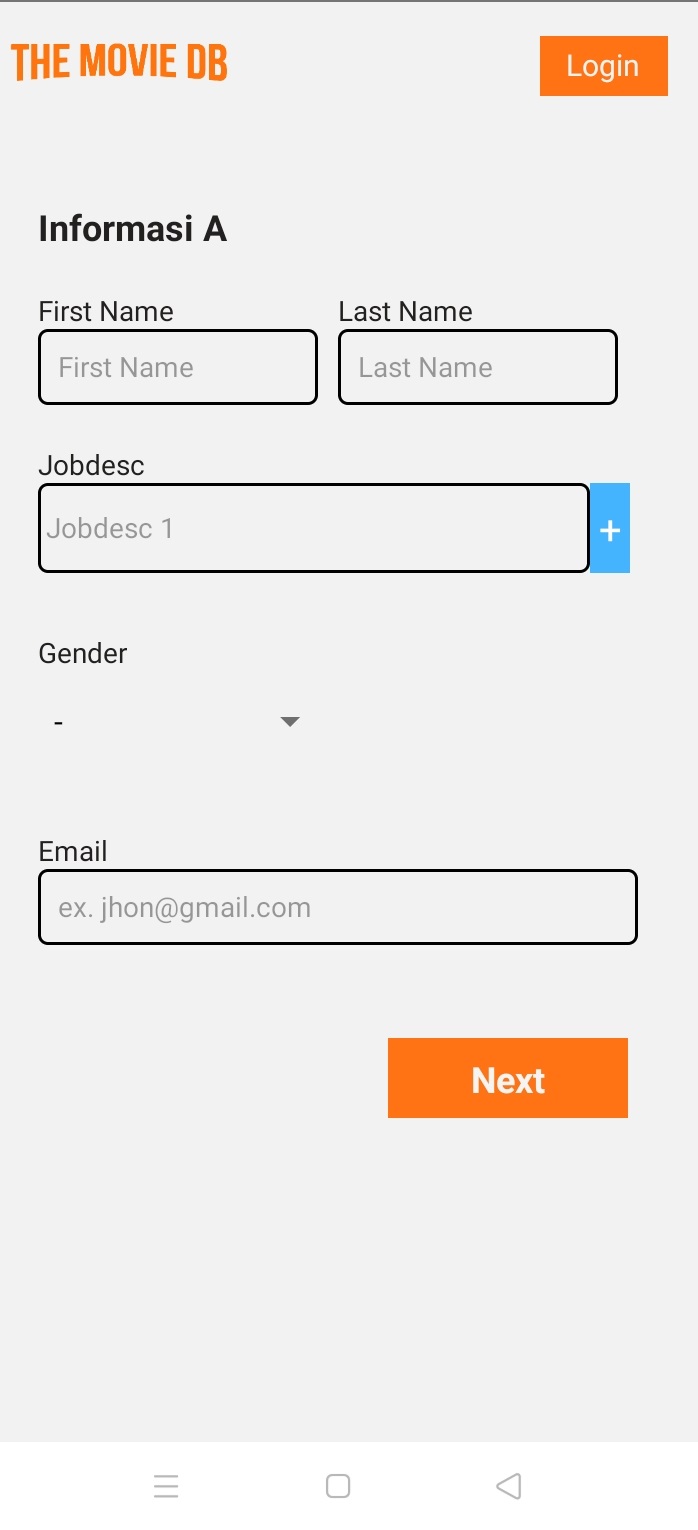 THE MOVIE DB
Login
Informasi A
First Name Last Name
First Name Last Name
Jobdesc
Jobdesc 1 +
Gender
-
Email
ex. jhon@gmail.com
Next